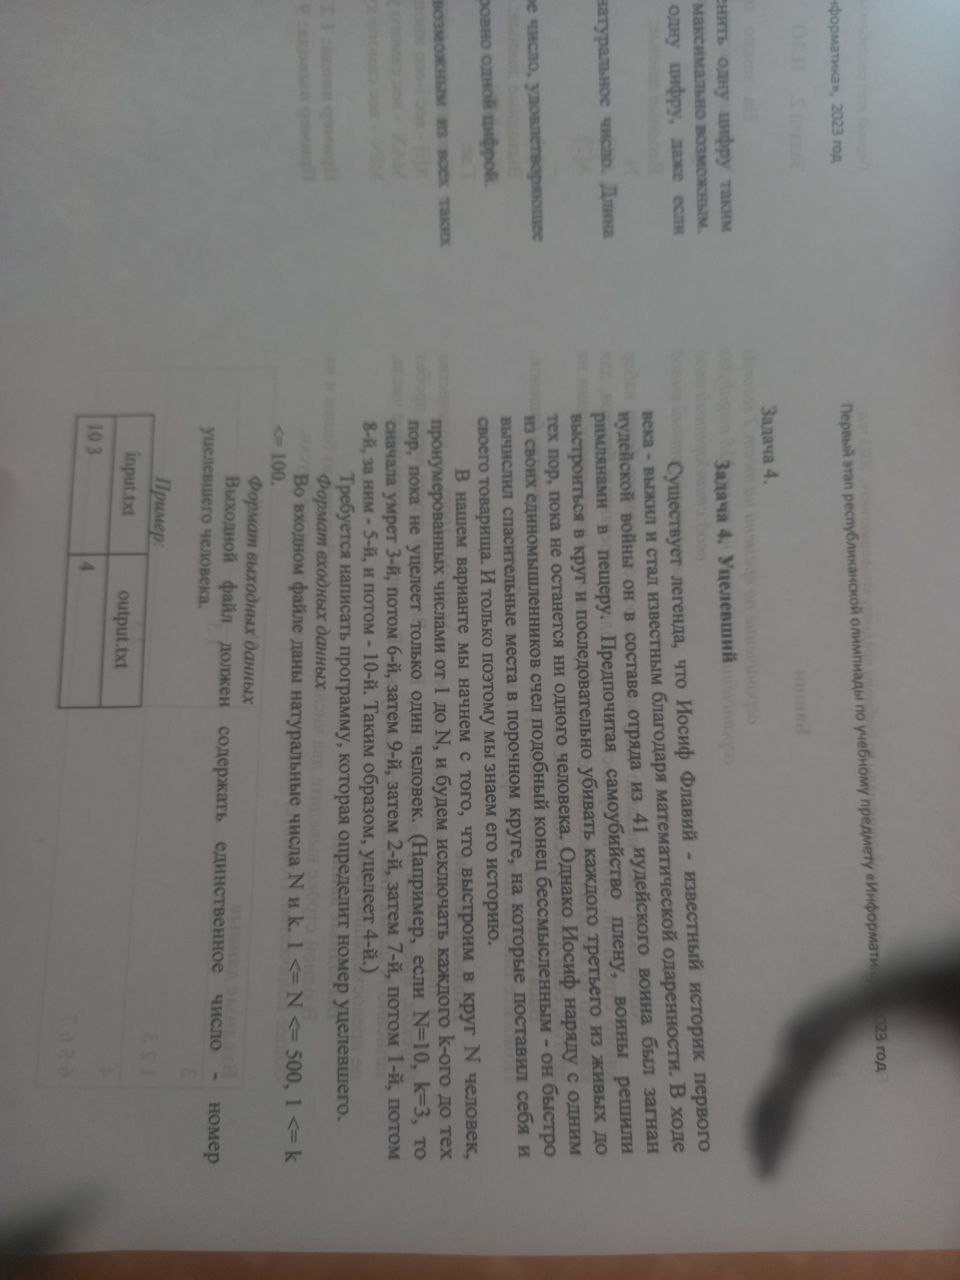 нформатика», 2023 год
енить одну цифру таким
максимально возможным.
одну цифру, даже если
натуральное число. Длина
ое число, удовлетворяющее
ровно одной цифрой.
возможным из всех таких
Первый этап республиканской олимпиады по учебному предмету «Информатик 023 год
Задача 4.
Задача 4. Уцелевший
Существует легенда, что Иосиф Флавий - известный историк первого
века - выжил и стал известным благодаря математической одаренности. В ходе
иудейской войны он в составе отряда из 41 иудейского воина был загнан
римлянами в пещеру. Предпочитая самоубийство плену, воины решили
выстроиться в круг и последовательно убивать каждого третьего из живых до
тех пор, пока не останется ни одного человека. Однако Иосиф наряду с одним
из своих единомышленников счел подобный конец бессмысленным - он быстро
вычислил спасительные места в порочном круге, на которые поставил себя и
своего товарища. И только поэтому мы знаем его историю.
В нашем варианте мы начнем с того, что выстроим в круг N человек,
пронумерованных числами от 1 до N, и будем исключать каждого k-ого до тех
пор, пока не уцелеет только один человек. (Например, если N=10, k=3, то
сначала умрет 3-й, потом 6-й, затем 9-й, затем 2-й, затем 7-й, потом 1-й, потом
8-й, за ним - 5-й, и потом - 10-й. Таким образом, уцелеет 4-й.)
Требуется написать программу, которая определит номер уцелевшего.
Формат входных данных
Во входном файле даны натуральные числа N и k. 1 <= N <= 500, 1 <= k
<= 100.
Формат выходных данных
Выходной файл должен содержать единственное число - номер
уцелевшего человека.
Пример:
input.txt output.txt
10 3 4